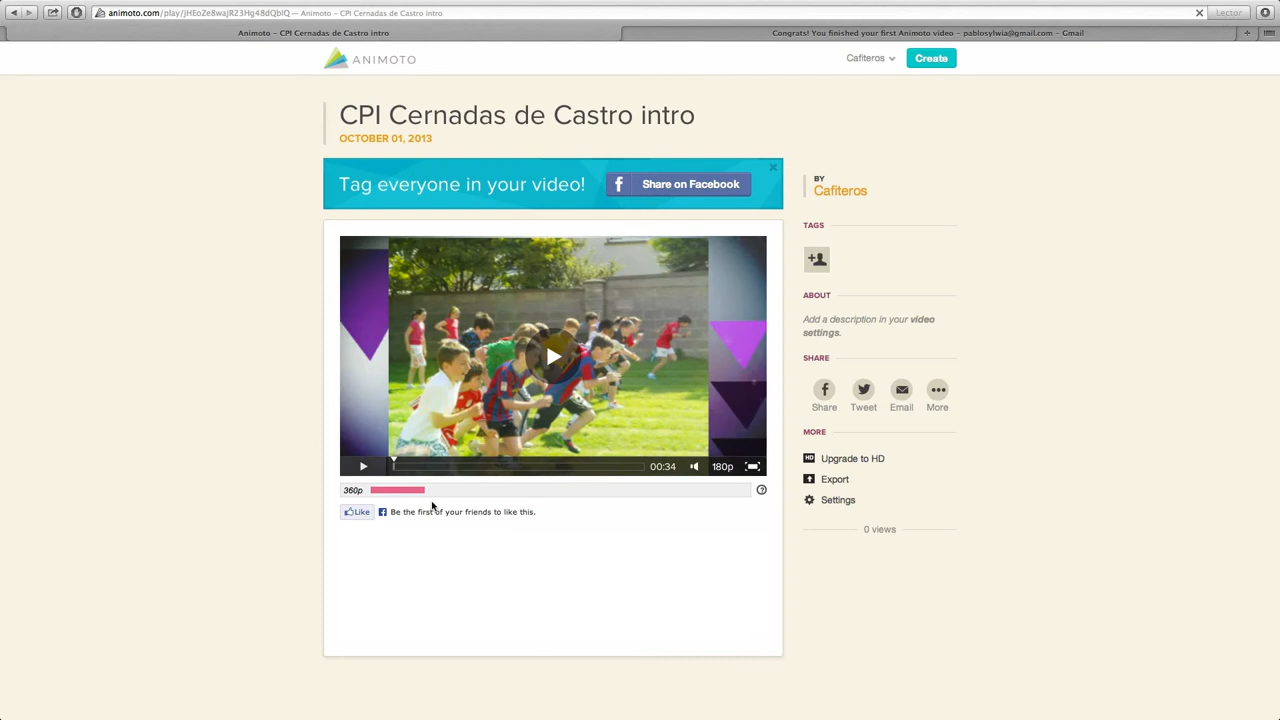 animoto.com/play/jHEoZe8wajR23Hg48dQbIQ — Animoto – CPI Cernadas de Castro intro
Lector
Animoto – CPI Cernadas de Castro intro
Congrats! You finished your first Animoto video – pablosylwia@gmail.com – Gmail
ANIMOTO
Cafiteros
Create
CPI Cernadas de Castro intro
OCTOBER 01, 2013
Tag everyone in your video!
Share on Facebook
BY
Cafiteros
TAGS
ABOUT
Add a description in your video
settings.
SHARE
Share
Tweet
Email
More
MORE
HD Upgrade to HD
Export
Settings
0 views
00:34
180p
360p
Like
Be the first of your friends to like this.